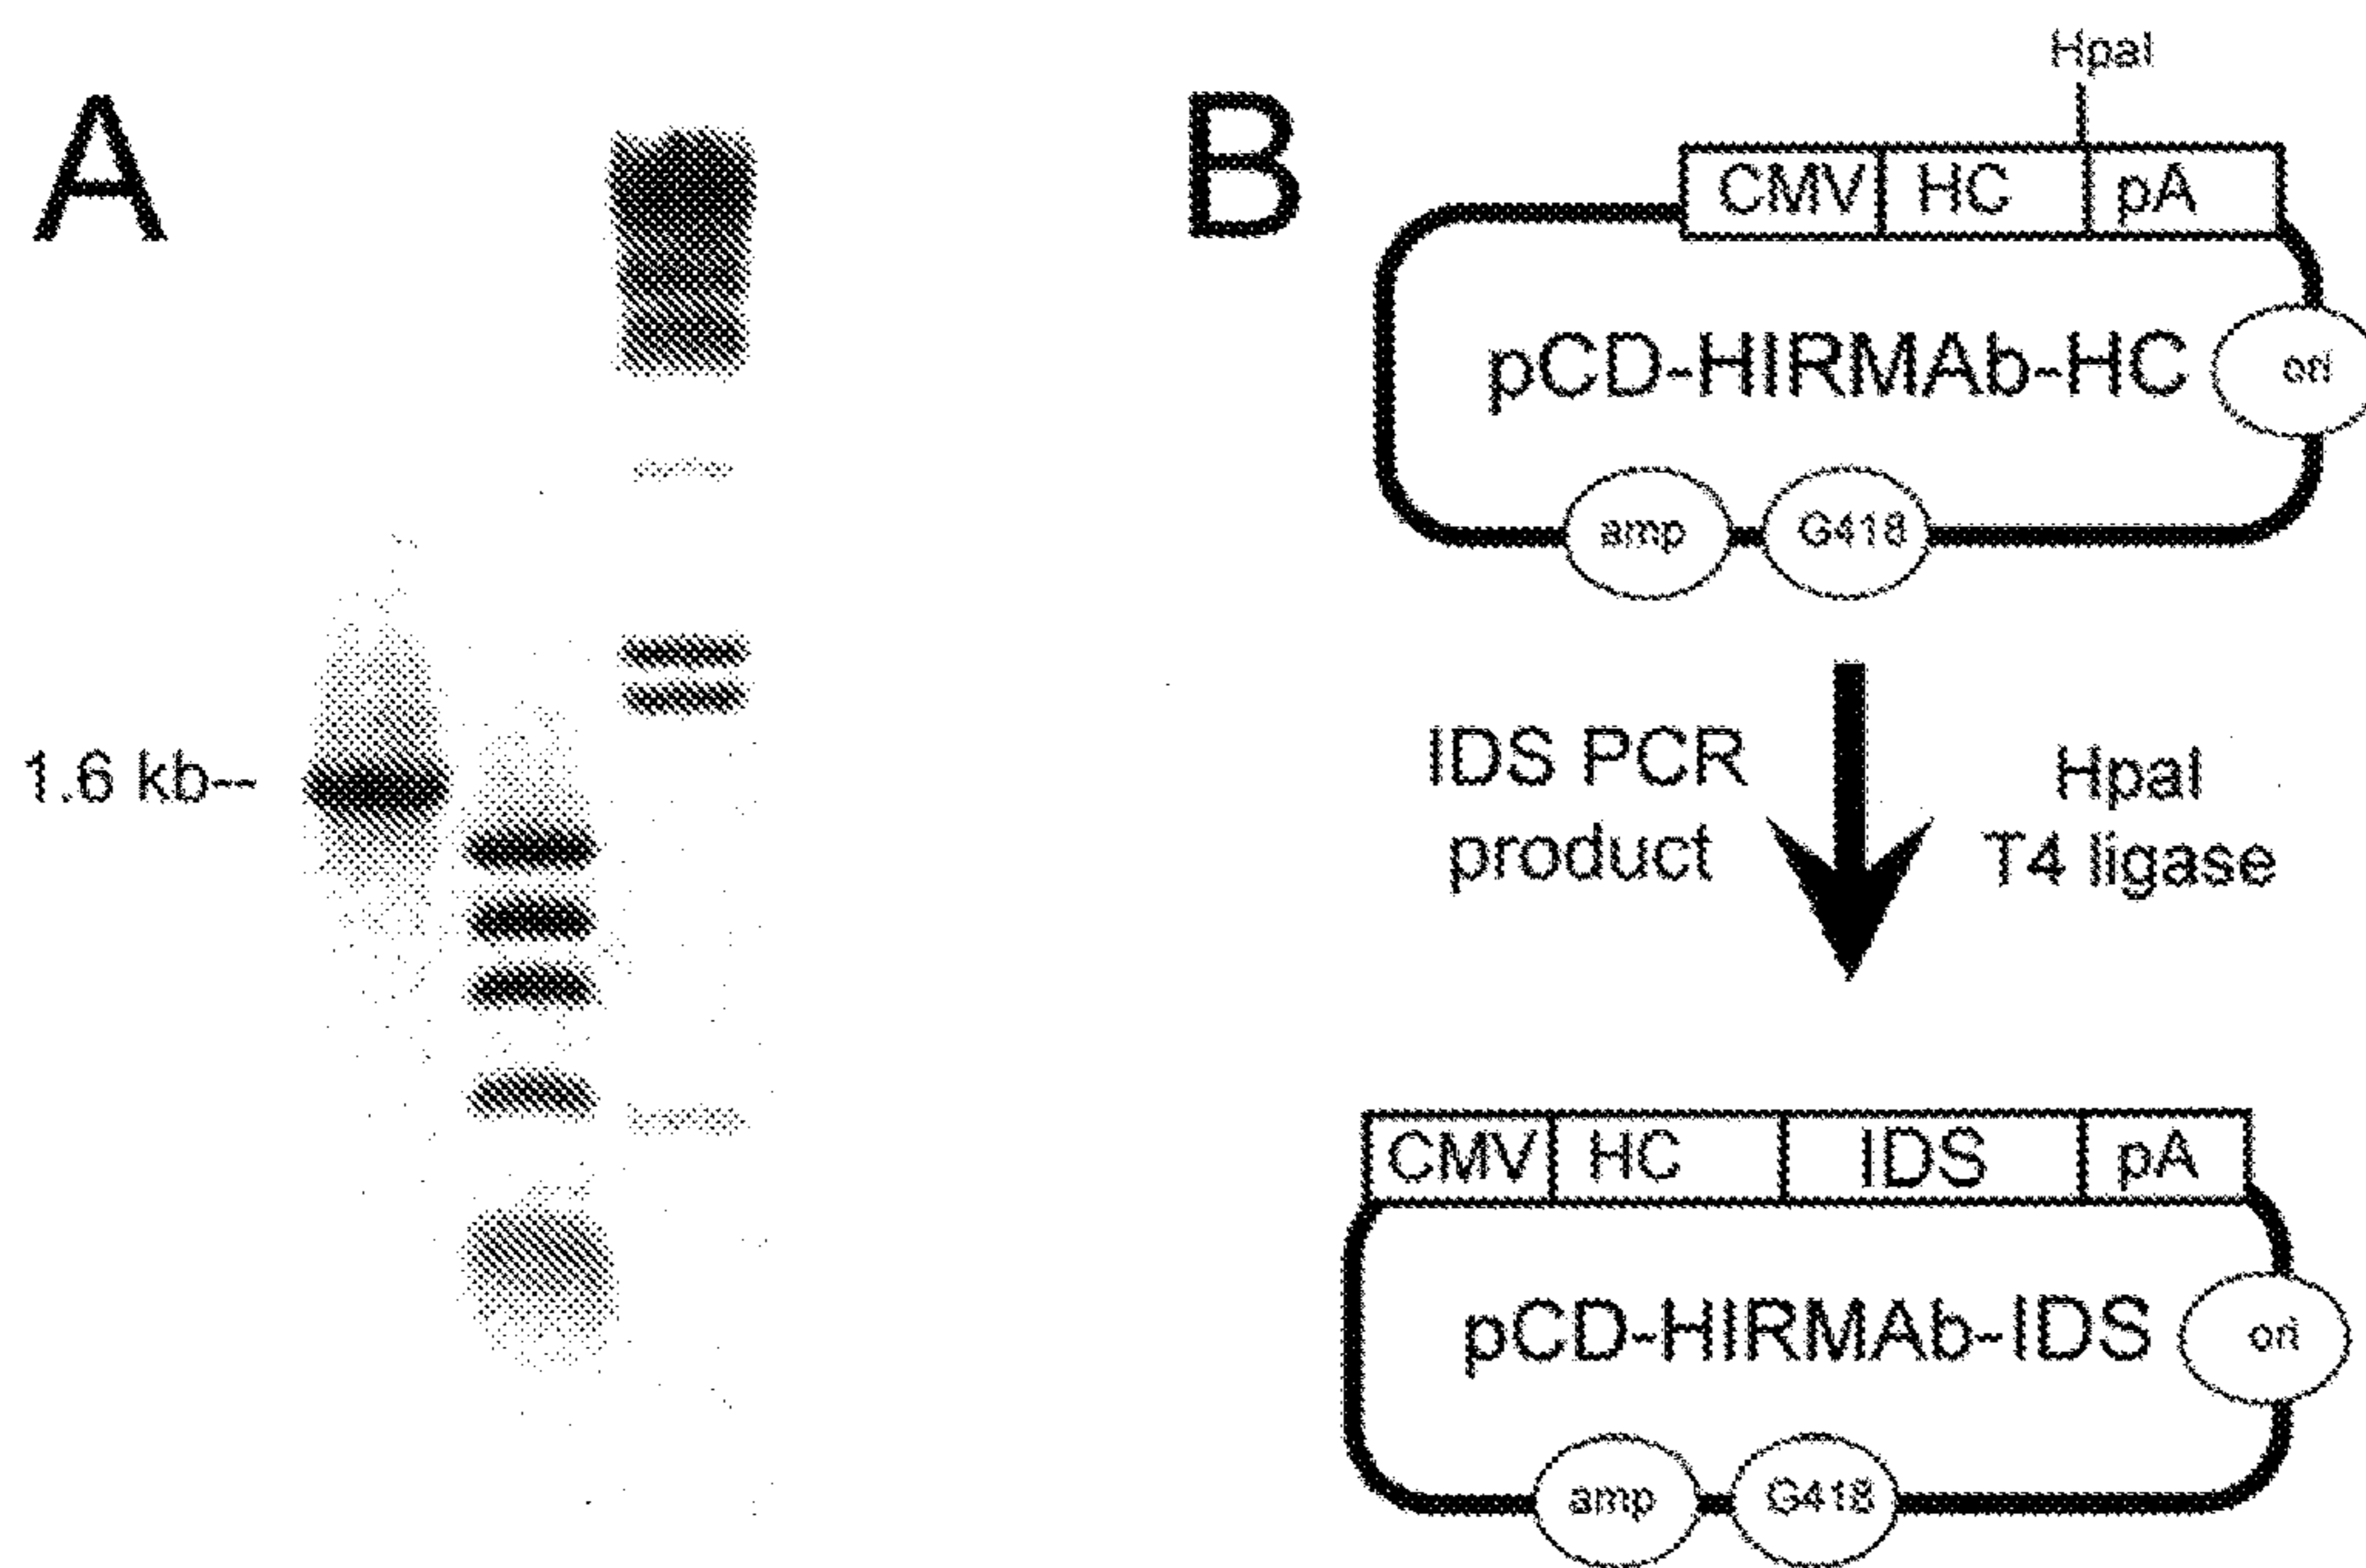 A
1.6 kb--
B
HpaI
CMV HC pA
pCD-HIRMAb-HC
ori
amp G418
IDS PCR
product
HpaI
T4 ligase
CMV HC IDS pA
pCD-HIRMAb-IDS
ori
amp G418